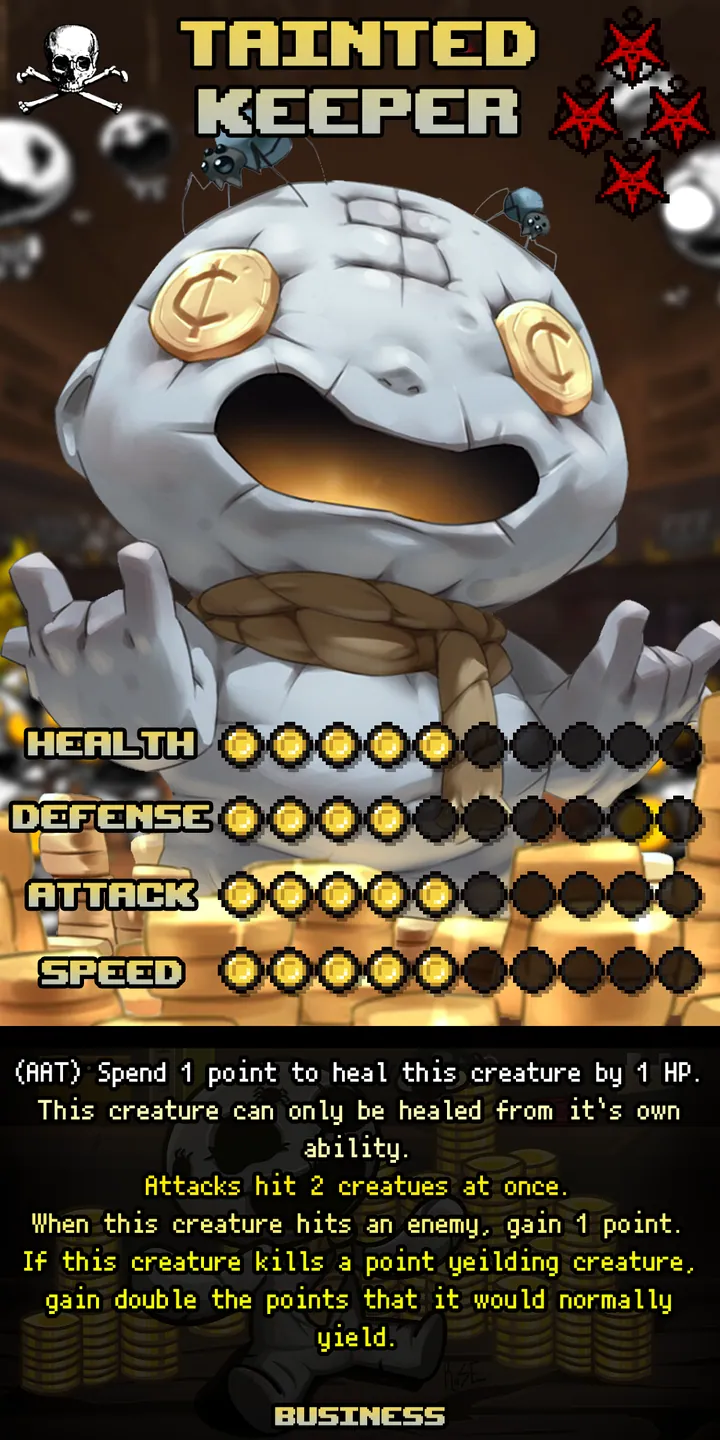 TAINTED
KEEPER
HEALTH
DEFENSE
ATTACK
SPEED
(AAT) Spend 1 point to heal this creature by 1 HP.
This creature can only be healed from it's own
ability.
Attacks hit 2 creatues at once.
When this creature hits an enemy, gain 1 point.
If this creature kills a point yeilding creature,
gain double the points that it would normally
yield.
BUSINESS